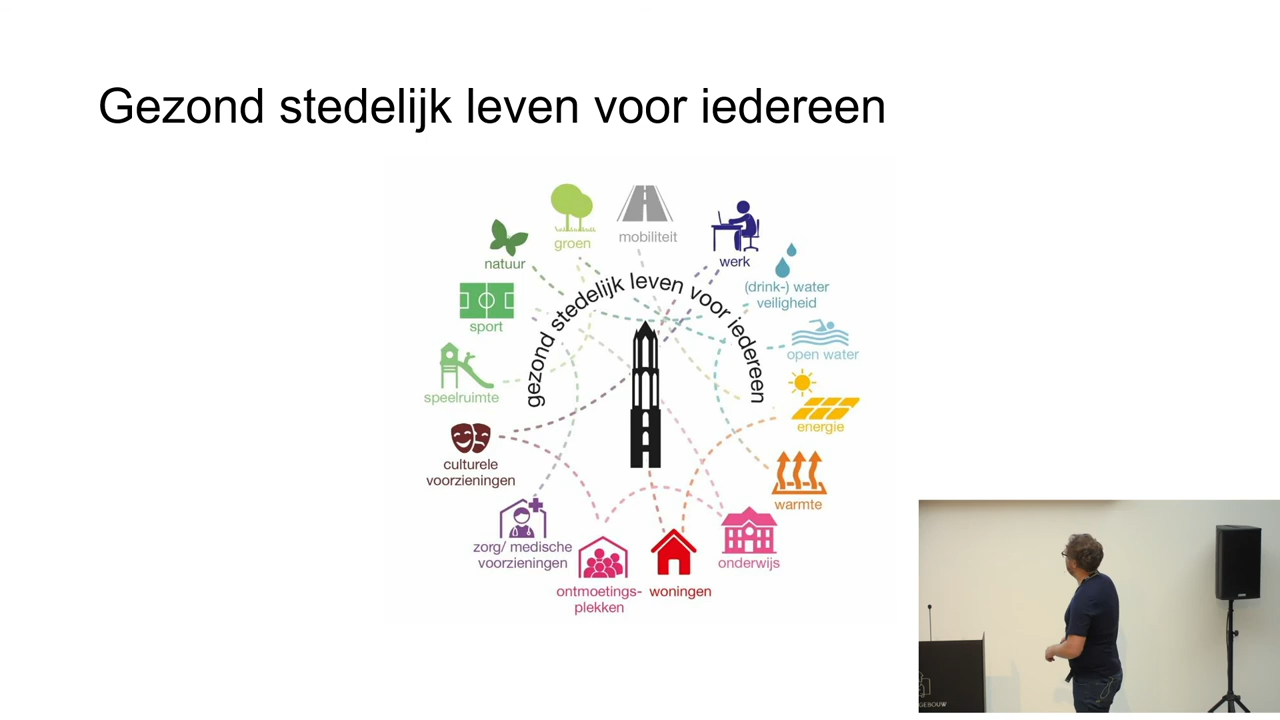 Gezond stedelijk leven voor iedereen
groen
mobiliteit
werk
natuur
(drink-) water
veiligheid
sport
gezond stedelijk leven voor iedereen
open water
speelruimte
energie
culturele
voorzieningen
warmte
zorg/ medische
voorzieningen
onderwijs
ontmoetings-
plekken
woningen
GEBOUW